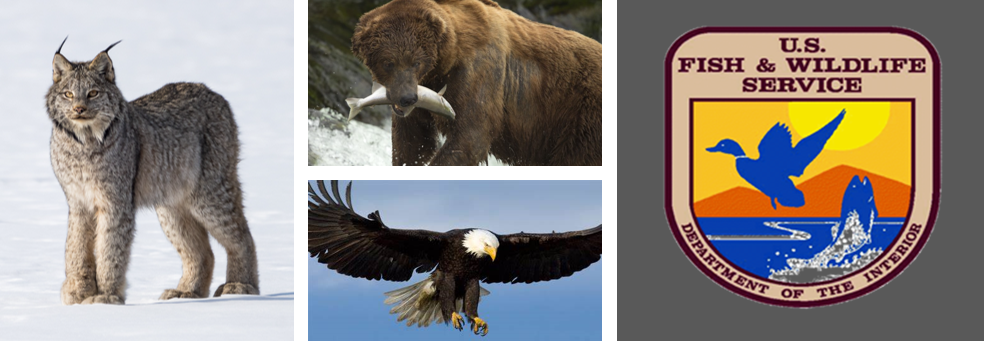 U.S.
FISH & WILDLIFE
SERVICE
DEPARTMENT OF THE INTERIOR